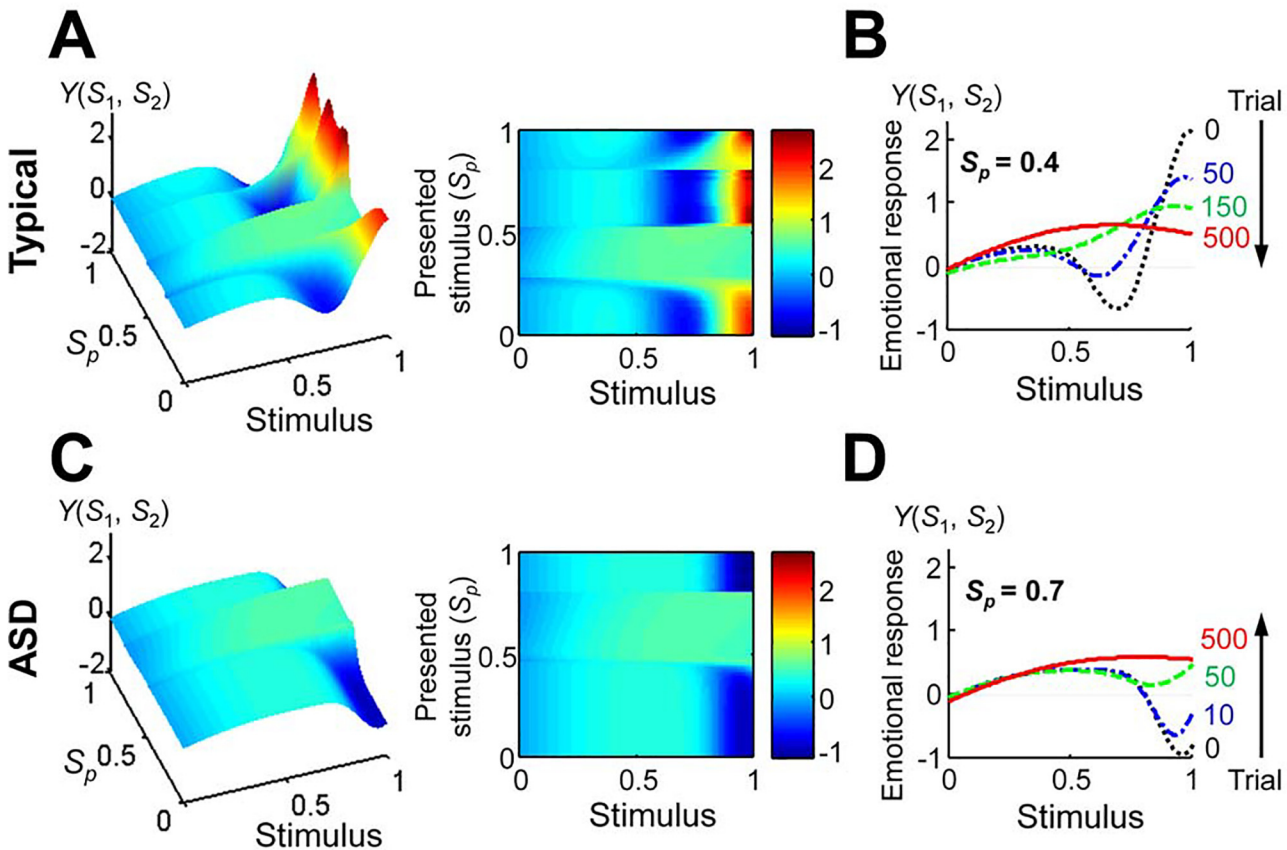 A
Typical
Y(S1, S2)
2
0
-2
1
0.5
Sp
0
0.5
1
Stimulus
Presented
stimulus (Sp)
1
0.5
0
0
0.5
1
Stimulus
2
1
0
-1
B
Y(S1, S2)
Emotional response
2
1
0
-1
Sp = 0.4
0
0.5
1
Stimulus
Trial
0
50
150
500
C
ASD
Y(S1, S2)
2
0
-2
1
0.5
Sp
0
0.5
1
Stimulus
Presented
stimulus (Sp)
1
0.5
0
0
0.5
1
Stimulus
2
1
0
-1
D
Y(S1, S2)
Emotional response
2
1
0
-1
Sp = 0.7
0
0.5
1
Stimulus
500
50
10
0
Trial